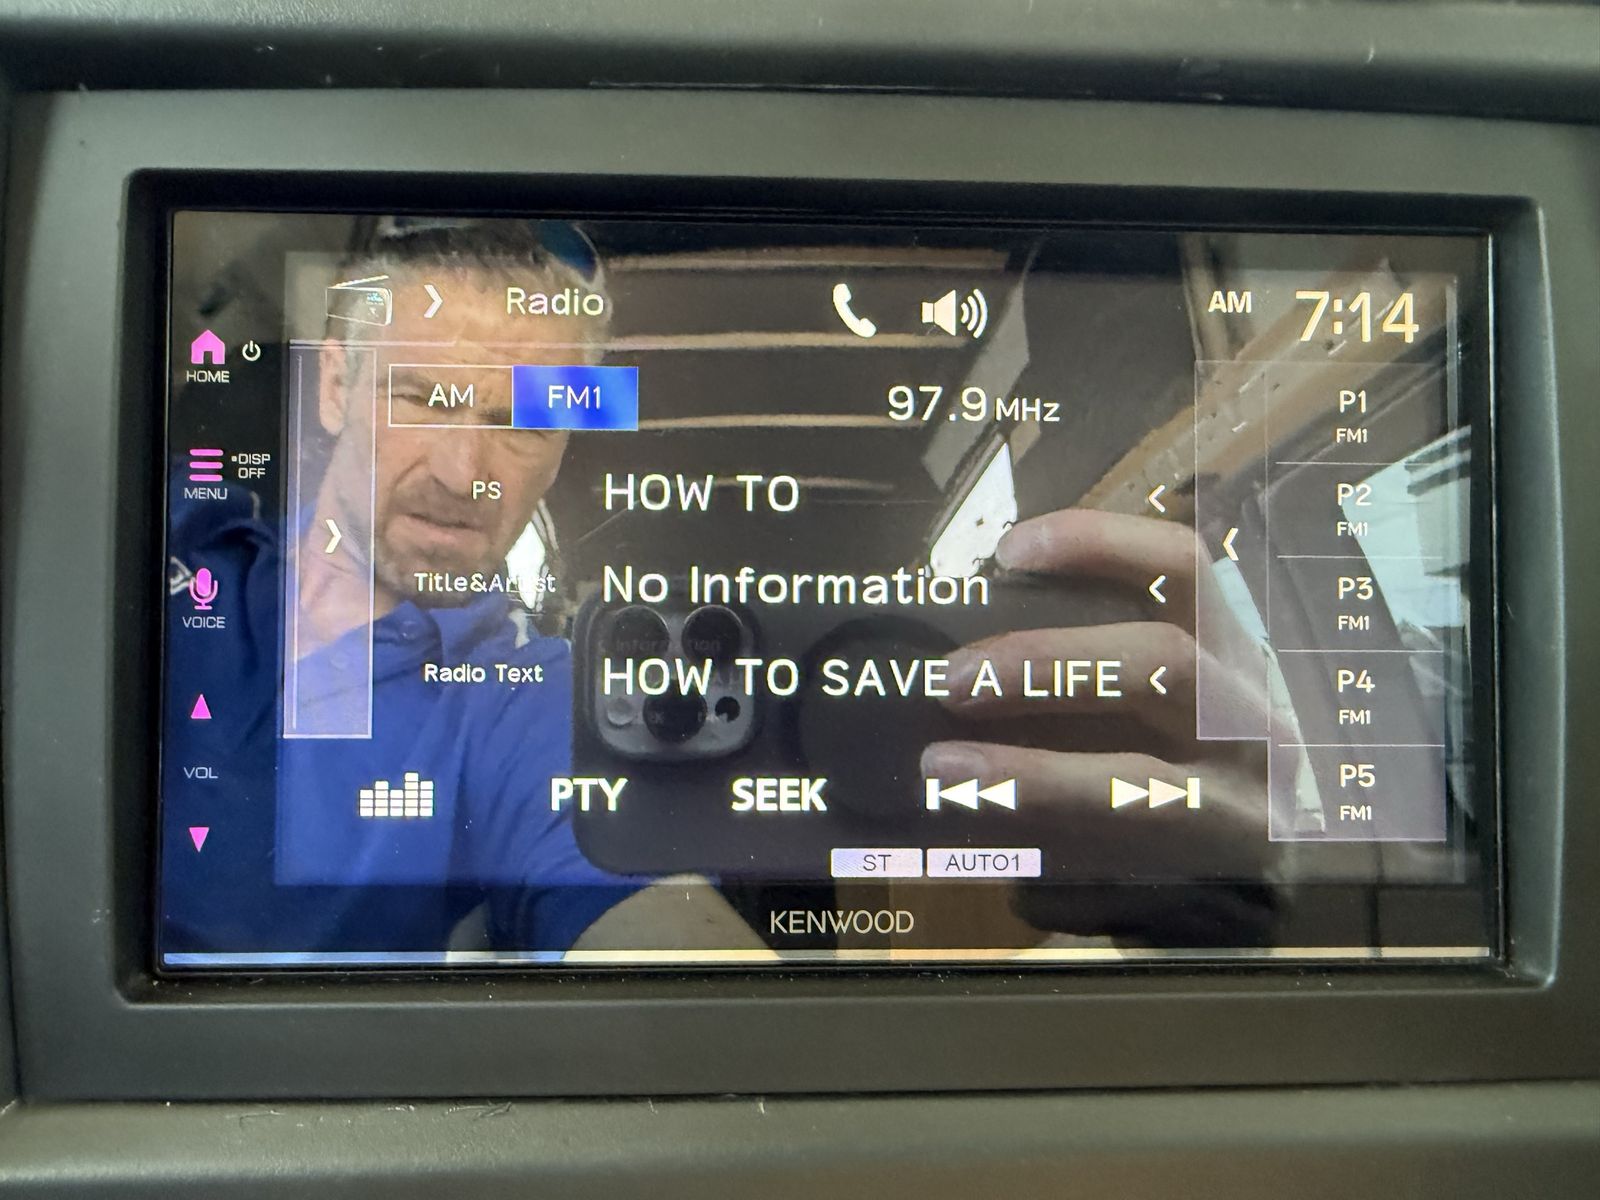 Radio
AM 7:14
HOME
AM FM1
97.9 MHz
P1
FM1
DISP
OFF
MENU
PS HOW TO
P2
FM1
Title&Artist No Information
P3
FM1
VOICE
Radio Text HOW TO SAVE A LIFE
P4
FM1
VOL
PTY SEEK
P5
FM1
ST AUTO1
KENWOOD